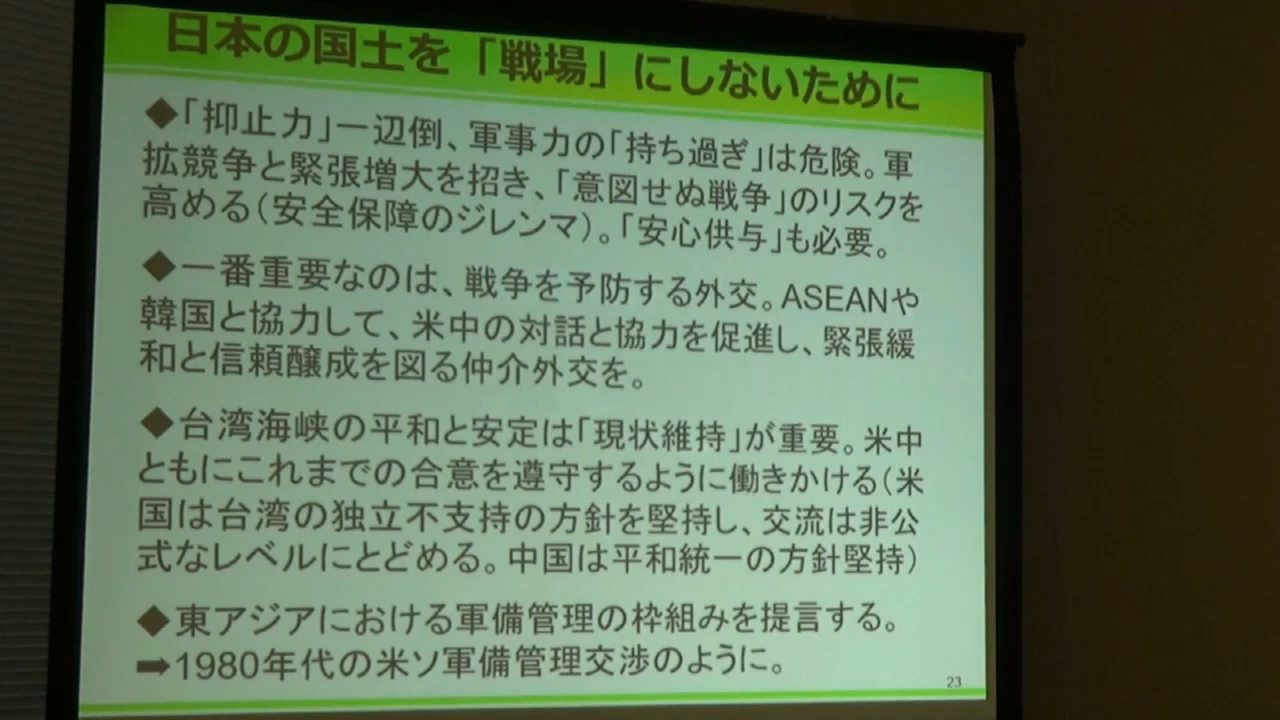 日本の国土を「戦場」にしないために
◆「抑止力」一辺倒、軍事力の「持ち過ぎ」は危険。軍
拡競争と緊張増大を招き、「意図せぬ戦争」のリスクを
高める（安全保障のジレンマ）。「安心供与」も必要。
◆一番重要なのは、戦争を予防する外交。ASEANや
韓国と協力して、米中の対話と協力を促進し、緊張緩
和と信頼醸成を図る仲介外交を。
◆台湾海峡の平和と安定は「現状維持」が重要。米中
ともにこれまでの合意を遵守するように働きかける（米
国は台湾の独立不支持の方針を堅持し、交流は非公
式なレベルにとどめる。中国は平和統一の方針堅持）
◆東アジアにおける軍備管理の枠組みを提言する。
➡1980年代の米ソ軍備管理交渉のように。
23